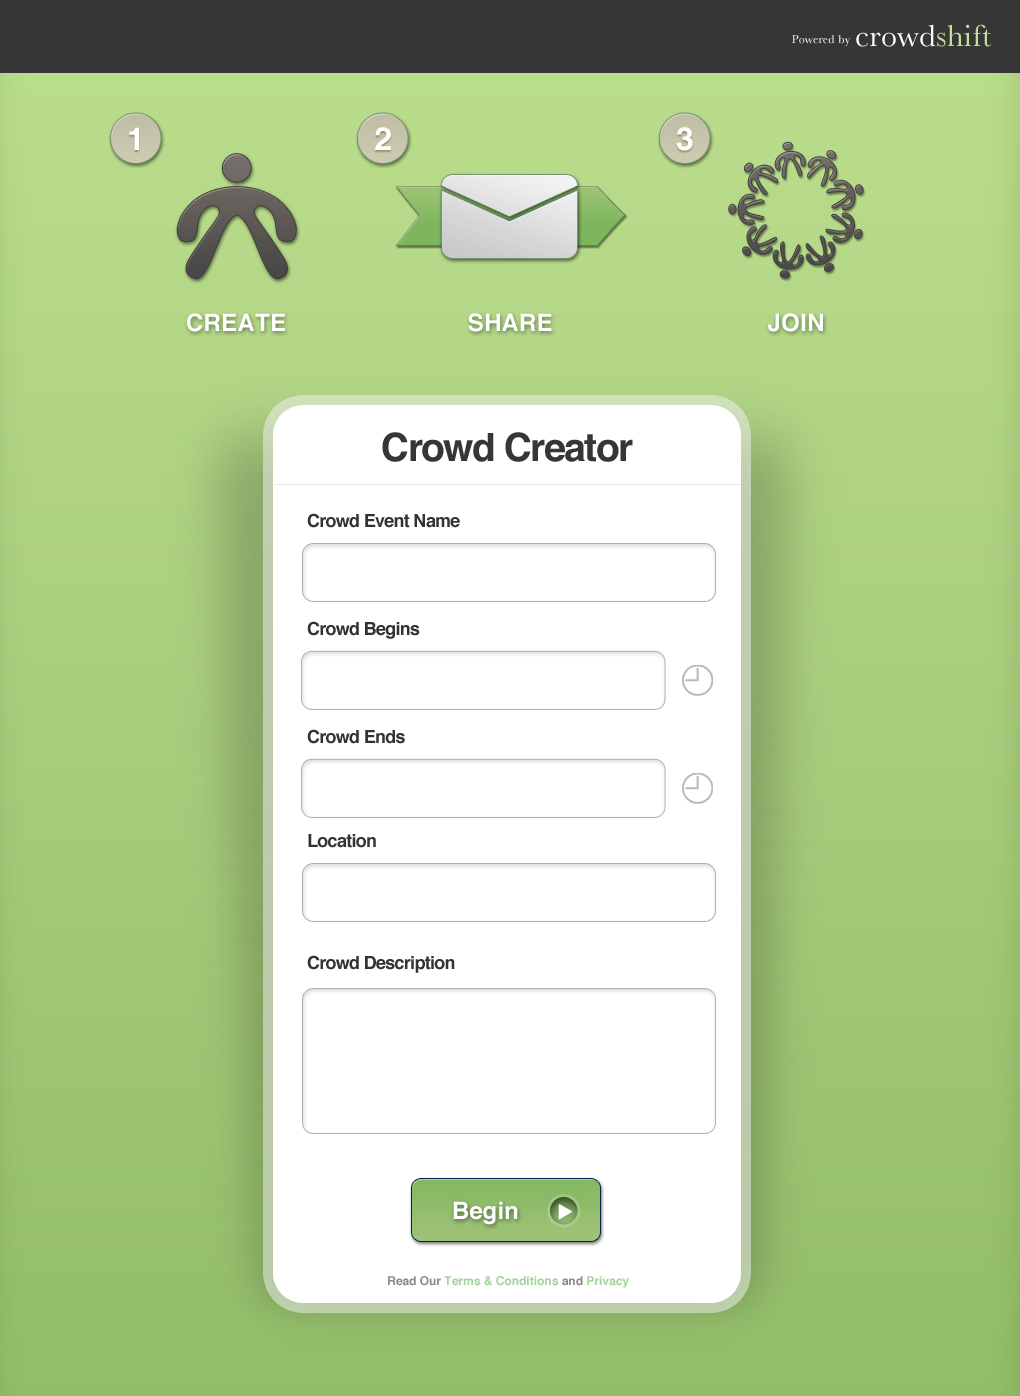 Powered by crowdshift
1
2
3
CREATE
SHARE
JOIN
Crowd Creator
Crowd Event Name
Crowd Begins
Crowd Ends
Location
Crowd Description
Begin
Read Our Terms & Conditions and Privacy